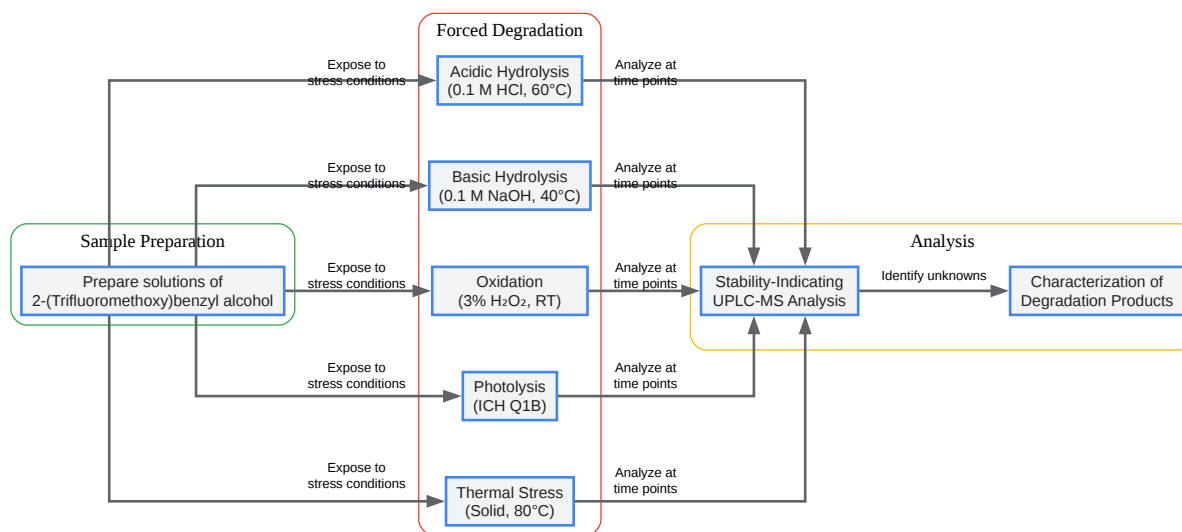 Forced Degradation
Expose to
stress conditions
Acidic Hydrolysis
(0.1 M HCl, 60°C)
Analyze at
time points
Expose to
stress conditions
Basic Hydrolysis
(0.1 M NaOH, 40°C)
Analyze at
time points
Sample Preparation
Prepare solutions of
2-(Trifluoromethoxy)benzyl alcohol
Expose to
stress conditions
Oxidation
(3% H₂O₂, RT)
Analyze at
time points
Analysis
Stability-Indicating
UPLC-MS Analysis
Identify unknowns
Characterization of
Degradation Products
Expose to
stress conditions
Photolysis
(ICH Q1B)
Analyze at
time points
Expose to
stress conditions
Thermal Stress
(Solid, 80°C)
Analyze at
time points